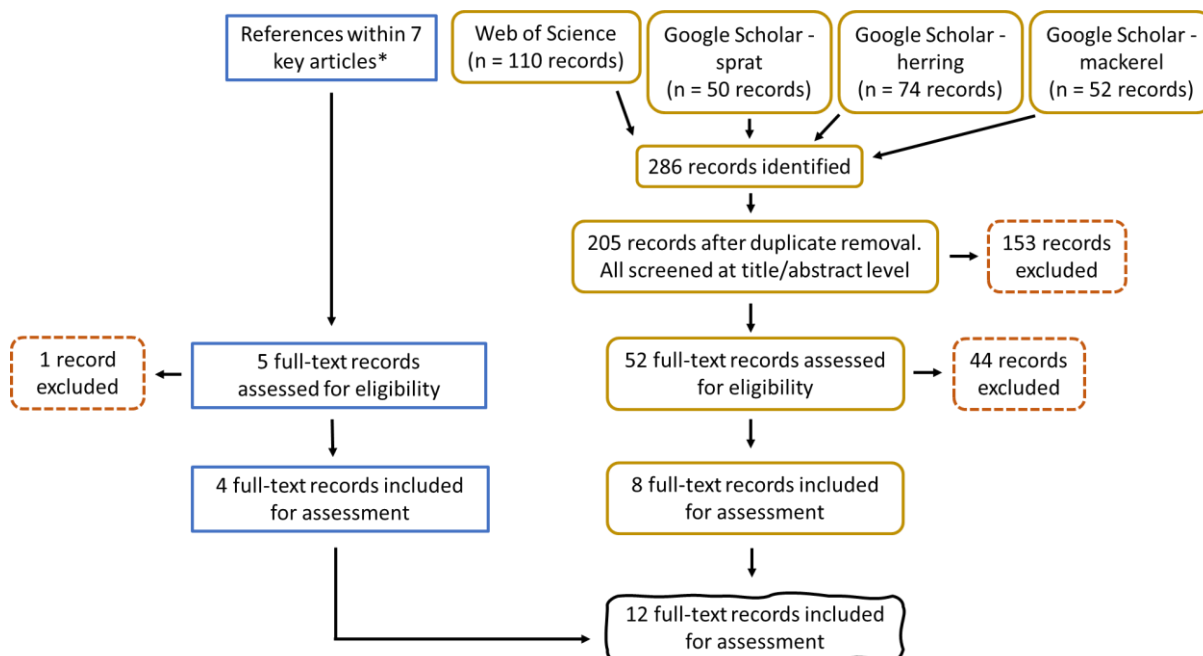 References within 7
key articles*
Web of Science
(n = 110 records)
Google Scholar -
sprat
(n = 50 records)
Google Scholar -
herring
(n = 74 records)
Google Scholar -
mackerel
(n = 52 records)
286 records identified
205 records after duplicate removal.
All screened at title/abstract level
153 records
excluded
1 record
excluded
5 full-text records
assessed for eligibility
52 full-text records assessed
for eligibility
44 records
excluded
4 full-text records included
for assessment
8 full-text records included
for assessment
12 full-text records included
for assessment